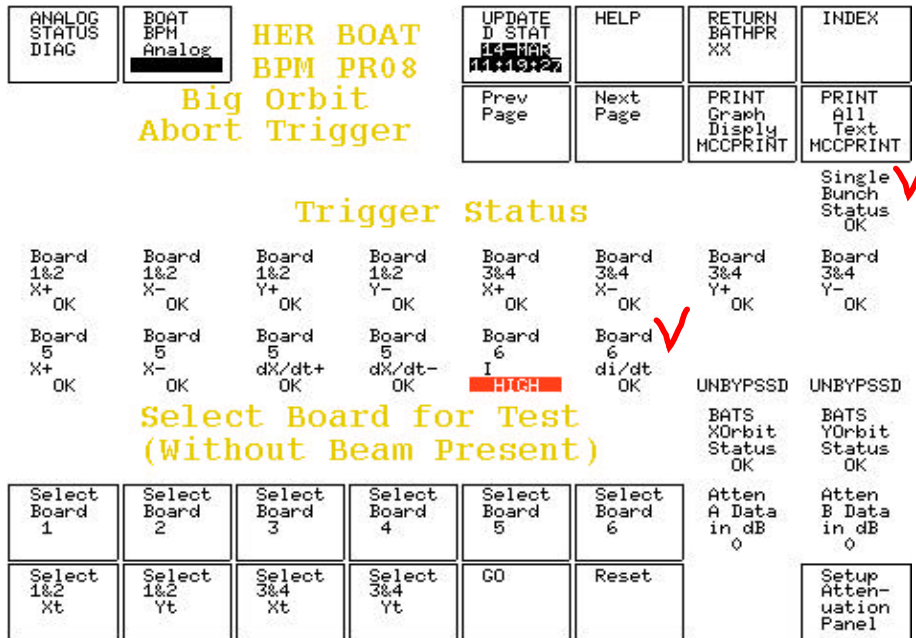 ANALOG
STATUS
DIAG
BOAT
BPM
Analog
HER BOAT
BPM PR08
Big Orbit
Abort Trigger
UPDATE
D STAT
14-MAR
11:19:27
HELP
RETURN
BATHPR
XX
INDEX
Prev
Page
Next
Page
PRINT
Graph
Disply
MCCPRINT
PRINT
All
Text
MCCPRINT
Single
Bunch
Status
OK
Trigger Status
Board
1&2
X+
OK
Board
1&2
X-
OK
Board
1&2
Y+
OK
Board
1&2
Y-
OK
Board
3&4
X+
OK
Board
3&4
X-
OK
Board
3&4
Y+
OK
Board
3&4
Y-
OK
Board
5
X+
OK
Board
5
X-
OK
Board
5
dX/dt+
OK
Board
5
dX/dt-
OK
Board
6
I
HIGH
Board
6
di/dt
OK
UNBYPSSD
UNBYPSSD
Select Board for Test
(Without Beam Present)
BATS
XOrbit
Status
OK
BATS
YOrbit
Status
OK
Select
Board
1
Select
Board
2
Select
Board
3
Select
Board
4
Select
Board
5
Select
Board
6
Atten
A Data
in dB
0
Atten
B Data
in dB
0
Select
1&2
Xt
Select
1&2
Yt
Select
3&4
Xt
Select
3&4
Yt
GO
Reset
Setup
Atten-
uation
Panel